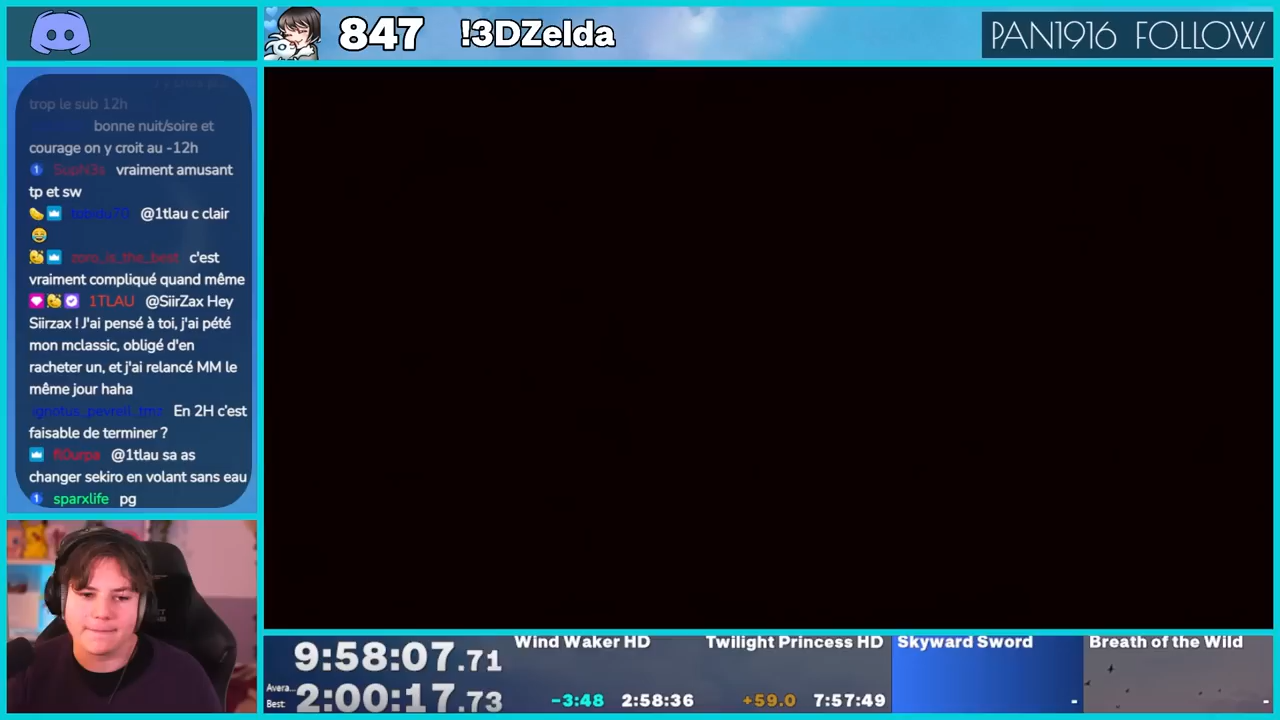 847 !3DZelda
PAN1916 FOLLOW
trop le sub 12h
bonne nuit/soire et
courage on y croit au -12h
SupN3s vraiment amusant
tp et sw
@1tlau c clair
😂
zoro_is_the_best c'est
vraiment compliqué quand même
1TLAU @SiirZax Hey
Siirzax ! J'ai pensé à toi, j'ai pété
mon mclassic, obligé d'en
racheter un, et j'ai relancé MM le
même jour haha
En 2H c'est
faisable de terminer ?
@1tlau sa as
changer sekiro en volant sans eau
sparxlife pg
9:58:07.71
Avera...
Best:
2:00:17.73
Wind Waker HD
-3:48 2:58:36
Twilight Princess HD
+59.0 7:57:49
Skyward Sword
-
Breath of the Wild
-